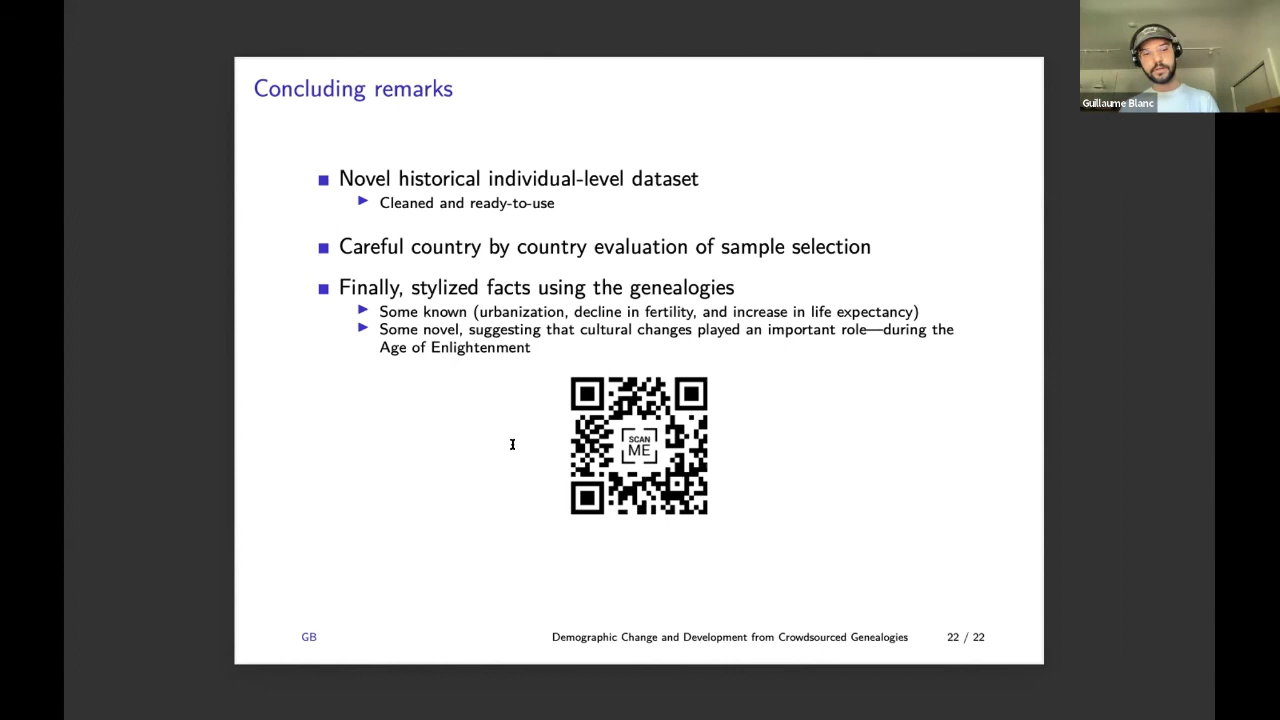 Concluding remarks
Guillaume Blanc
Novel historical individual-level dataset
Cleaned and ready-to-use
Careful country by country evaluation of sample selection
Finally, stylized facts using the genealogies
Some known (urbanization, decline in fertility, and increase in life expectancy)
Some novel, suggesting that cultural changes played an important role—during the
Age of Enlightenment
SCAN
ME
GB
Demographic Change and Development from Crowdsourced Genealogies
22 / 22